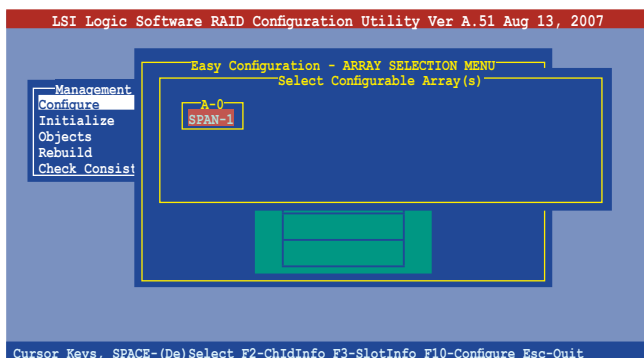 LSI Logic Software RAID Configuration Utility Ver A.51 Aug 13, 2007
Easy Configuration - ARRAY SELECTION MENU
Select Configurable Array(s)
Management
Configure
Initialize
Objects
Rebuild
Check Consist
A-0
SPAN-1
Cursor Keys, SPACE-(De)Select F2-ChIdInfo F3-SlotInfo F10-Configure Esc-Quit